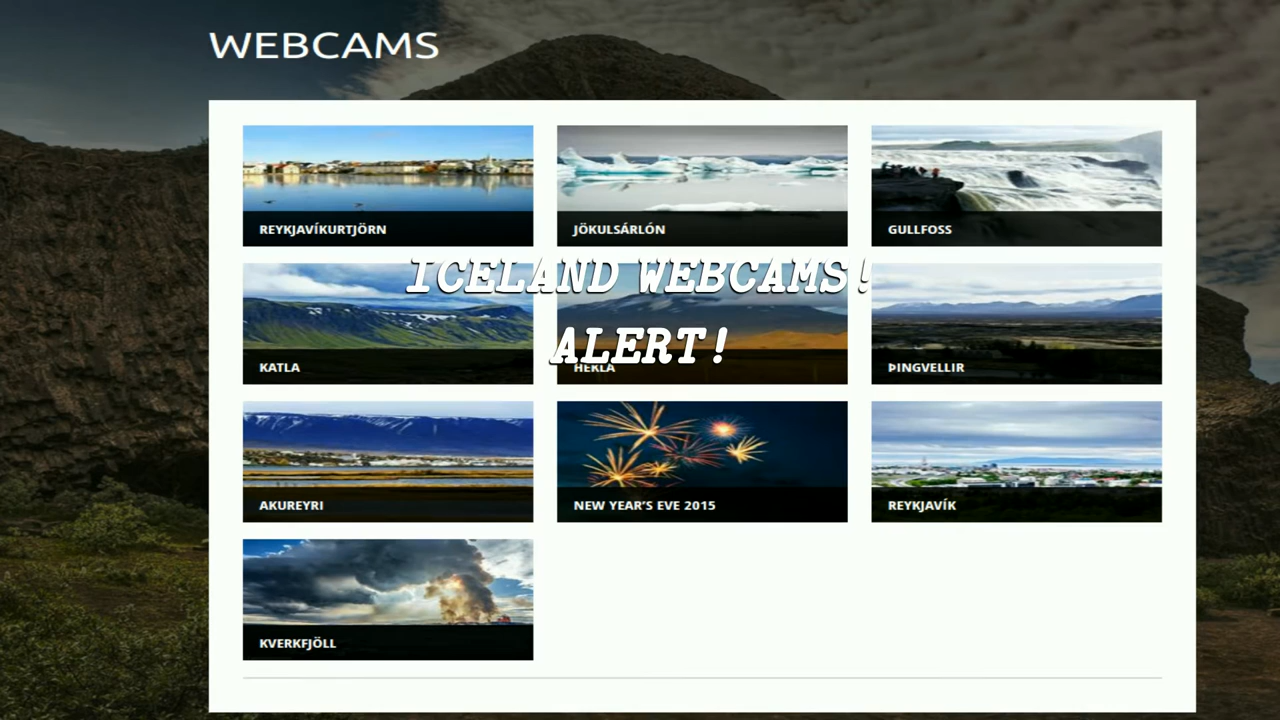 WEBCAMS
REYKJAVÍKURTJÖRN
JÖKULSÁRLÓN
GULLFOSS
ICELAND WEBCAMS!
ALERT!
KATLA
HEKLA
ÞINGVELLIR
AKUREYRI
NEW YEAR'S EVE 2015
REYKJAVÍK
KVERKFJÖLL